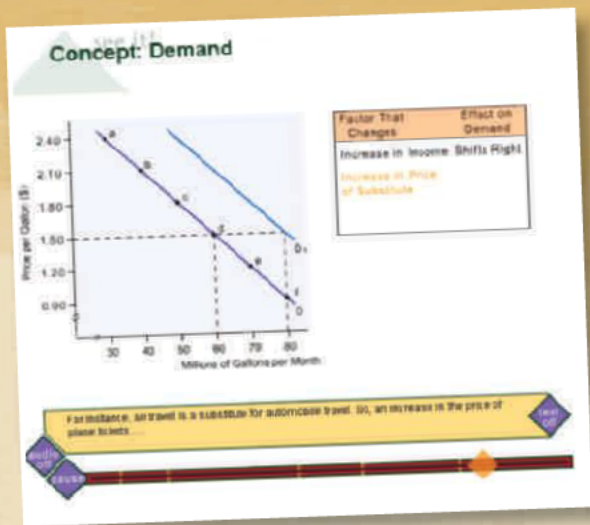 see it!
Concept: Demand
Factor That Changes
Effect on Demand
Increase in Income Shifts Right
Increase in Price
of Substitute
Price per Gallon ($)
2.40
2.10
1.80
1.50
1.20
0.90
a
b
c
d
e
f
D
D₁
30 40 50 60 70 80
Millions of Gallons per Month
For instance, air travel is a substitute for automobile travel. So, an increase in the price of
plane tickets ...
text
off
audio
off
pause